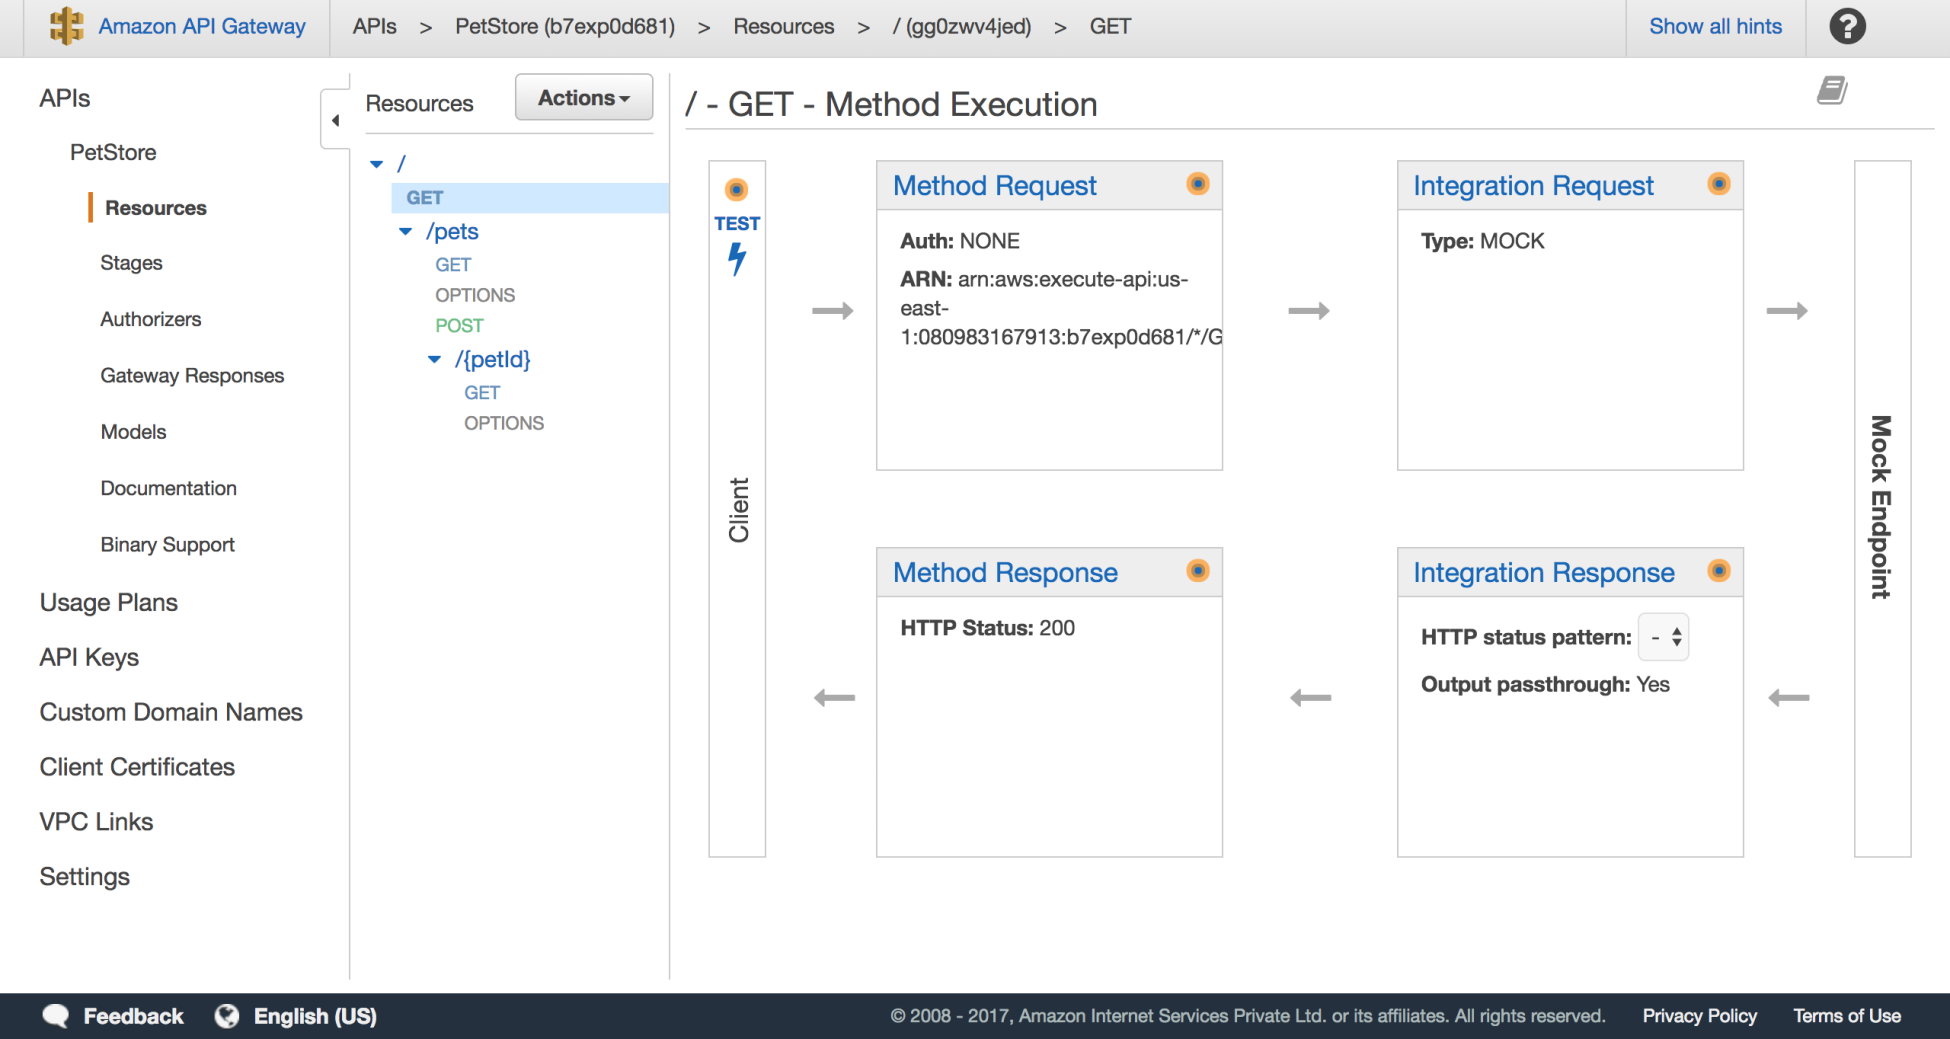 Amazon API Gateway
APIs > PetStore (b7exp0d681) > Resources > / (gg0zwv4jed) > GET
Show all hints
?
APIs
PetStore
Resources
Stages
Authorizers
Gateway Responses
Models
Documentation
Binary Support
Usage Plans
API Keys
Custom Domain Names
Client Certificates
VPC Links
Settings
Resources
Actions
/
GET
/pets
GET
OPTIONS
POST
/{petId}
GET
OPTIONS
/ - GET - Method Execution
TEST
Client
Method Request
Auth: NONE
ARN: arn:aws:execute-api:us-
east-
1:080983167913:b7exp0d681/*/G
Integration Request
Type: MOCK
Method Response
HTTP Status: 200
Integration Response
HTTP status pattern: -
Output passthrough: Yes
Mock Endpoint
Feedback
English (US)
© 2008 - 2017, Amazon Internet Services Private Ltd. or its affiliates. All rights reserved.
Privacy Policy
Terms of Use